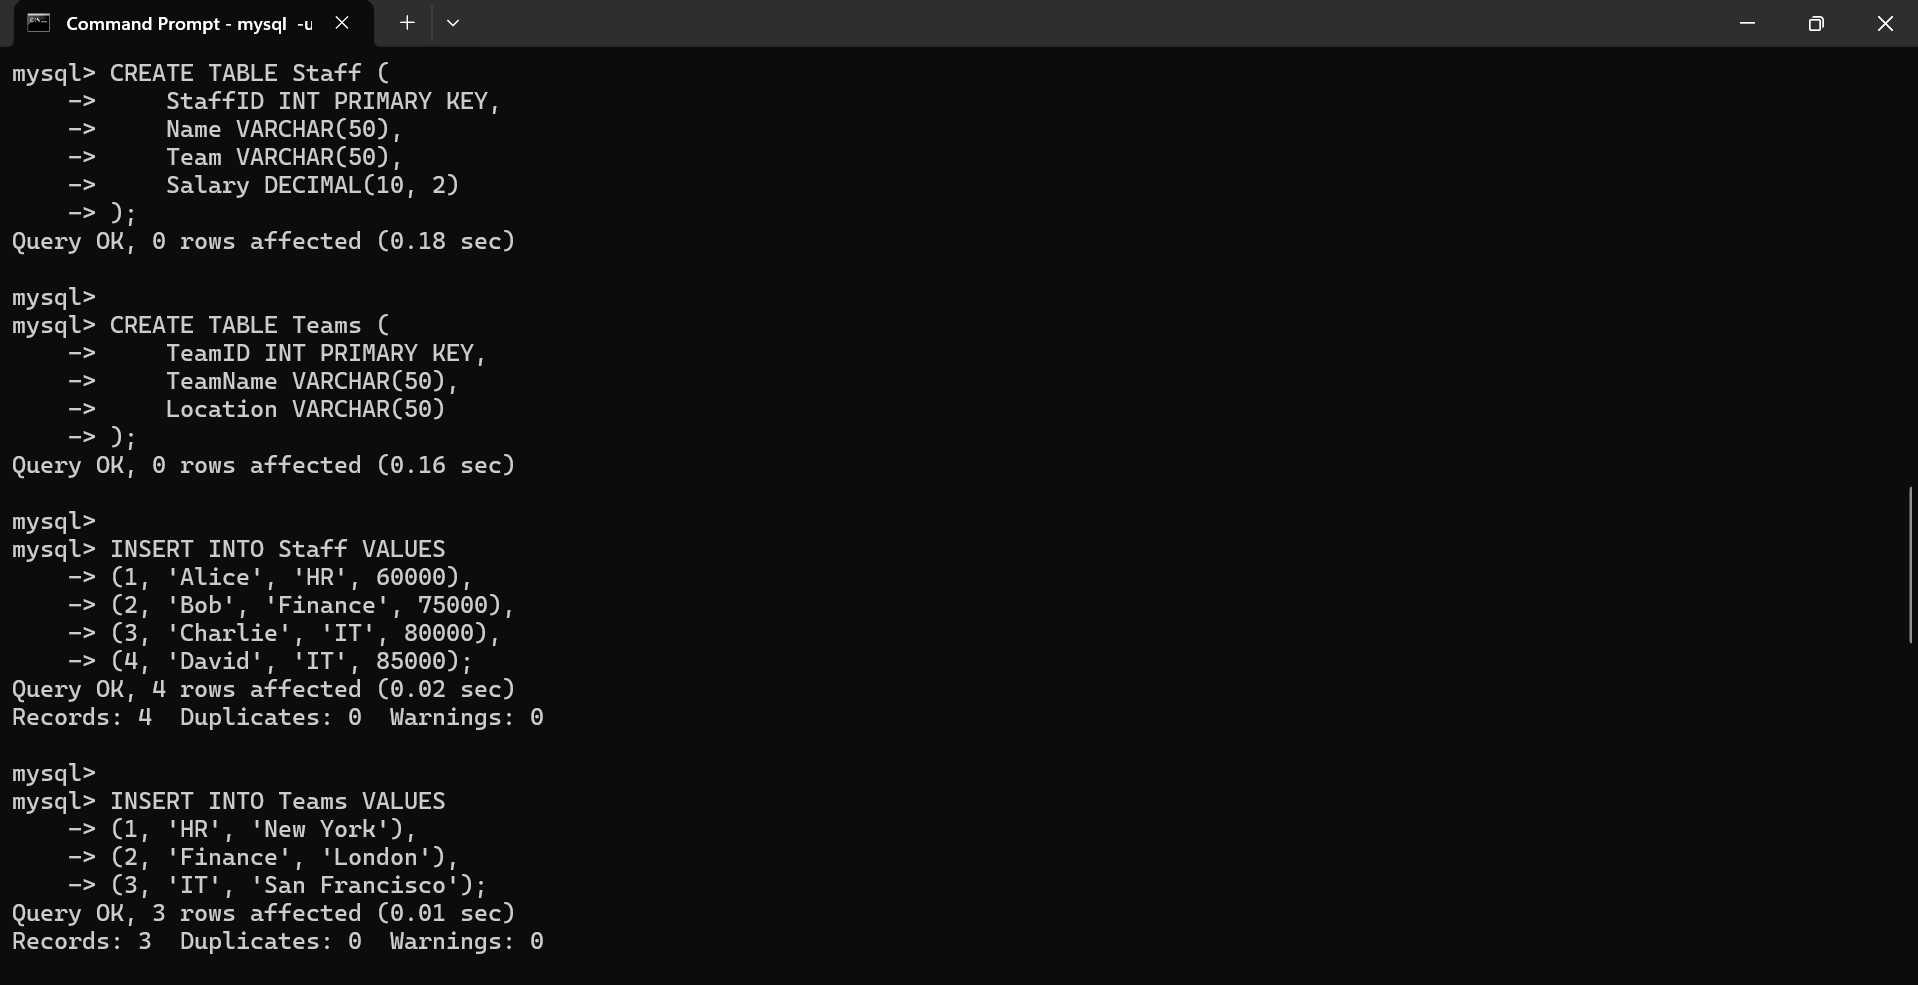 Command Prompt - mysql -u
mysql> CREATE TABLE Staff (
    ->     StaffID INT PRIMARY KEY,
    ->     Name VARCHAR(50),
    ->     Team VARCHAR(50),
    ->     Salary DECIMAL(10, 2)
    -> );
Query OK, 0 rows affected (0.18 sec)
mysql>
mysql> CREATE TABLE Teams (
    ->     TeamID INT PRIMARY KEY,
    ->     TeamName VARCHAR(50),
    ->     Location VARCHAR(50)
    -> );
Query OK, 0 rows affected (0.16 sec)
mysql>
mysql> INSERT INTO Staff VALUES
    -> (1, 'Alice', 'HR', 60000),
    -> (2, 'Bob', 'Finance', 75000),
    -> (3, 'Charlie', 'IT', 80000),
    -> (4, 'David', 'IT', 85000);
Query OK, 4 rows affected (0.02 sec)
Records: 4  Duplicates: 0  Warnings: 0
mysql>
mysql> INSERT INTO Teams VALUES
    -> (1, 'HR', 'New York'),
    -> (2, 'Finance', 'London'),
    -> (3, 'IT', 'San Francisco');
Query OK, 3 rows affected (0.01 sec)
Records: 3  Duplicates: 0  Warnings: 0